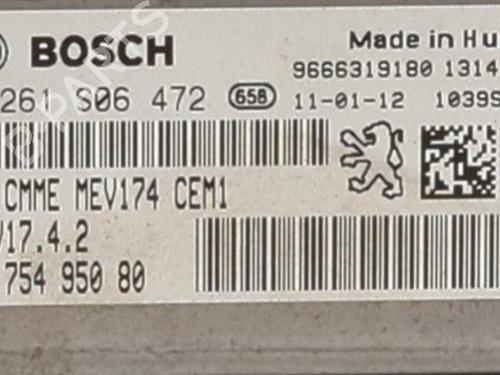 BOSCH
Made in Hu
9666319180 1314
261 S06 472 658 11-01-12 1039S
CMME MEV174 CEM1
V17.4.2
754 950 80